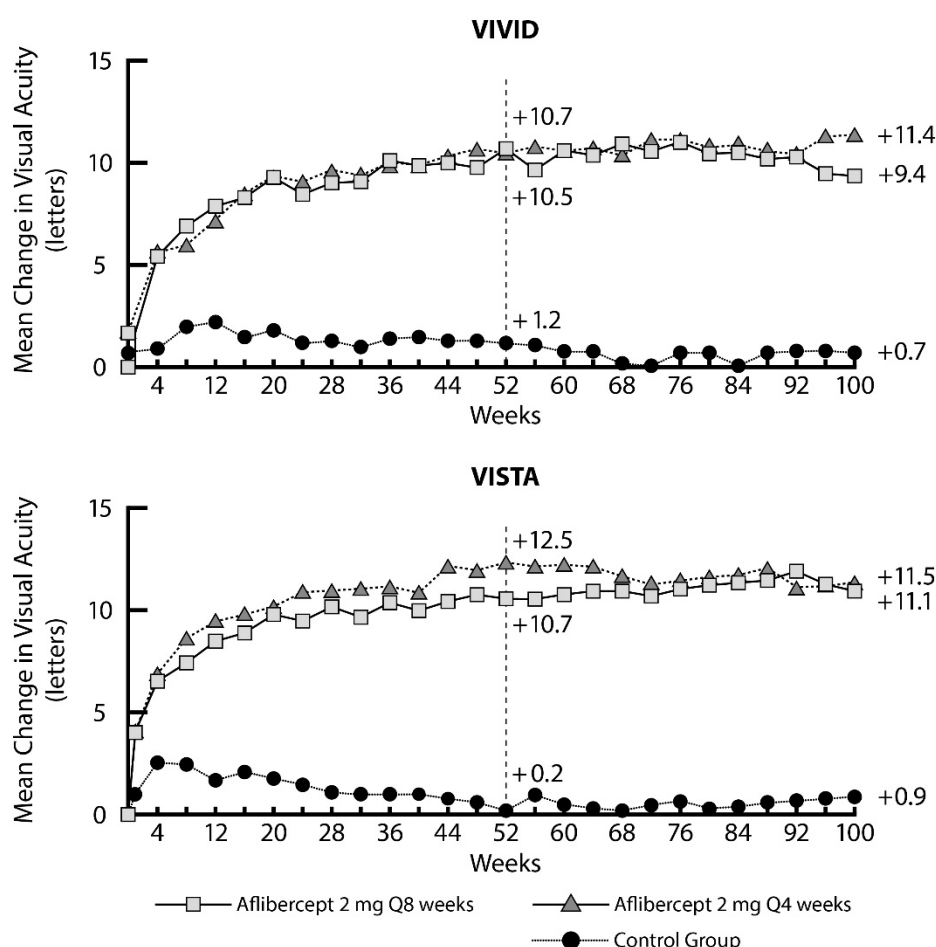 VIVID
Mean Change in Visual Acuity
(letters)
15
10
5
0
+10.7
+10.5
+1.2
+11.4
+9.4
+0.7
4 12 20 28 36 44 52 60 68 76 84 92 100
Weeks
VISTA
Mean Change in Visual Acuity
(letters)
15
10
5
0
+12.5
+10.7
+0.2
+11.5
+11.1
+0.9
4 12 20 28 36 44 52 60 68 76 84 92 100
Weeks
Aflibercept 2 mg Q8 weeks Aflibercept 2 mg Q4 weeks
Control Group